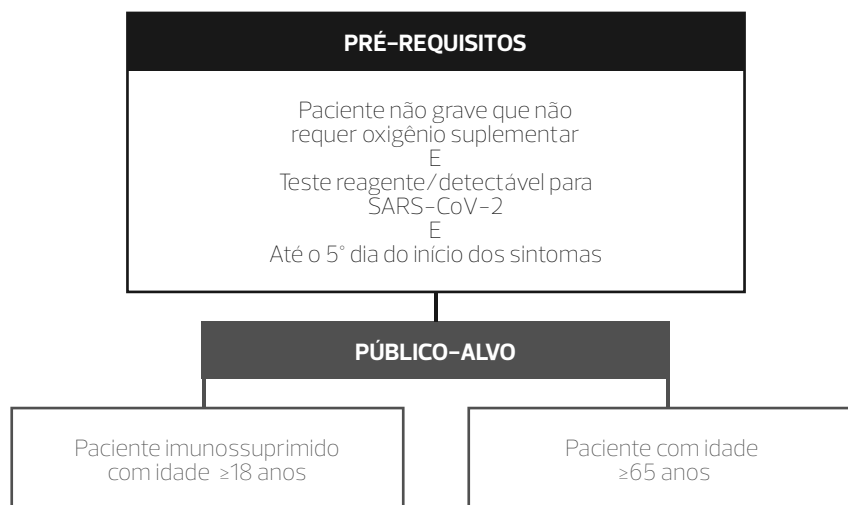 PRÉ-REQUISITOS
Paciente não grave que não
requer oxigênio suplementar
E
Teste reagente/detectável para
SARS-CoV-2
E
Até o 5° dia do início dos sintomas
PÚBLICO-ALVO
Paciente imunossuprimido
com idade ≥18 anos
Paciente com idade
≥65 anos